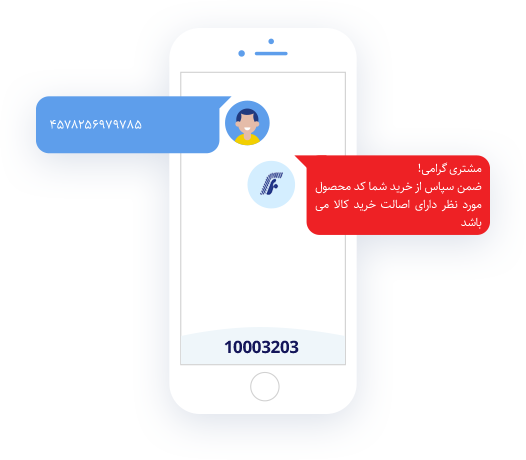 ۴۵۷۸۲۵۶۹۷۹۷۸۵
مشتری گرامی!
ضمن سپاس از خرید شما کد محصول
مورد نظر دارای اصالت خرید کالا می
باشد
10003203